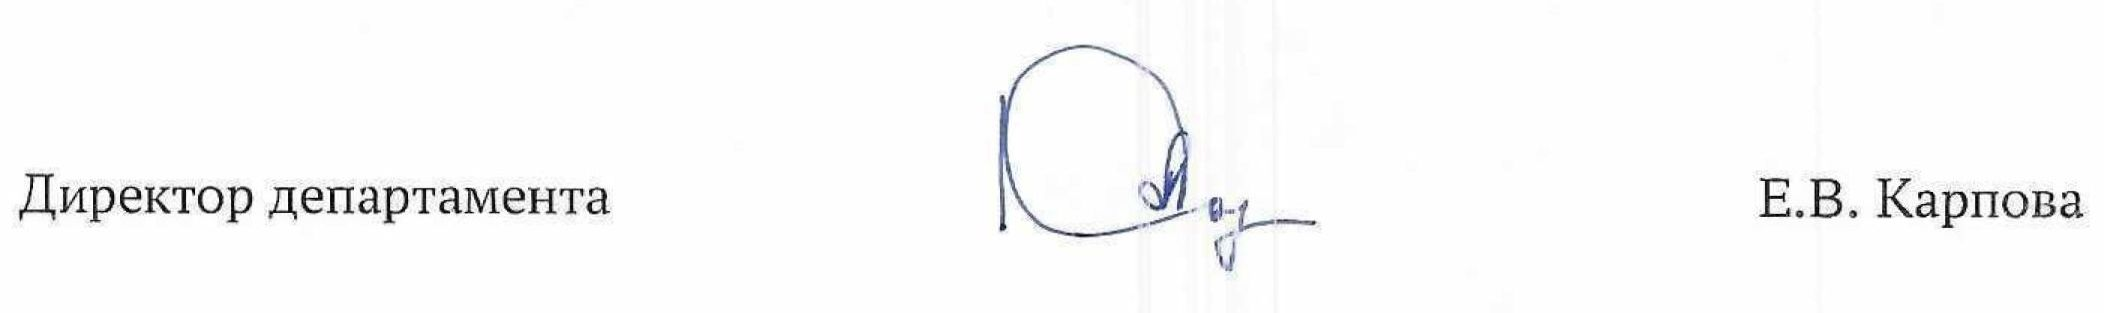 Директор департамента Е.В. Карпова